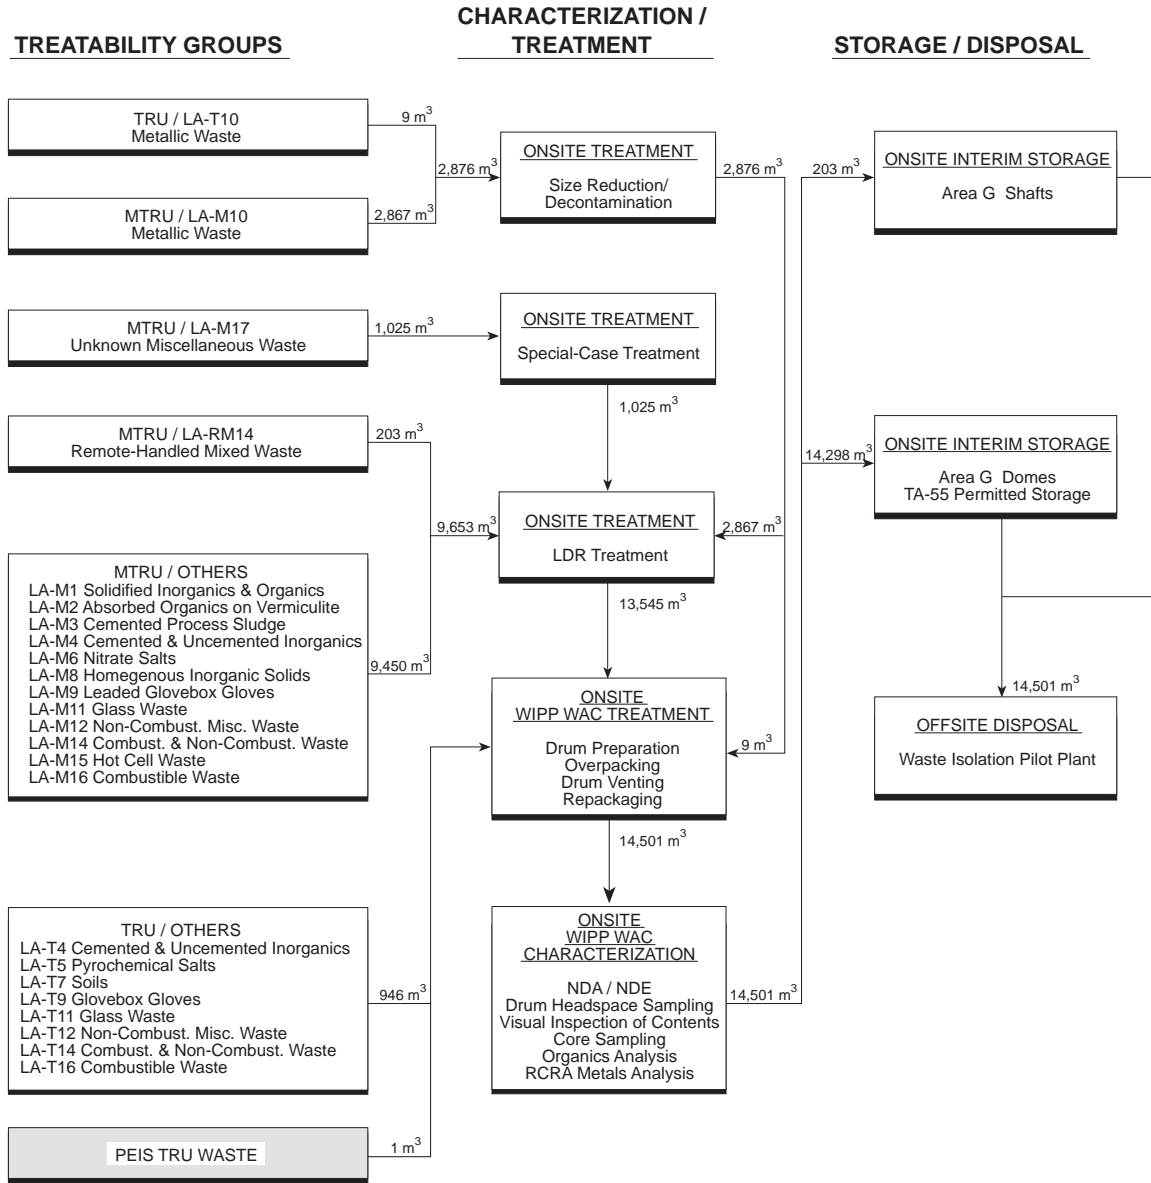 CHARACTERIZATION /
TREATABILITY GROUPS
TREATMENT
STORAGE / DISPOSAL
TRU / LA-T10
Metallic Waste
9 m³
MTRU / LA-M10
Metallic Waste
2,867 m³
2,876 m³
ONSITE TREATMENT
Size Reduction/
Decontamination
2,876 m³
203 m³
ONSITE INTERIM STORAGE
Area G Shafts
MTRU / LA-M17
Unknown Miscellaneous Waste
1,025 m³
ONSITE TREATMENT
Special-Case Treatment
1,025 m³
MTRU / LA-RM14
Remote-Handled Mixed Waste
203 m³
14,298 m³
ONSITE INTERIM STORAGE
Area G Domes
TA-55 Permitted Storage
9,653 m³
ONSITE TREATMENT
LDR Treatment
2,867 m³
13,545 m³
MTRU / OTHERS
LA-M1 Solidified Inorganics & Organics
LA-M2 Absorbed Organics on Vermiculite
LA-M3 Cemented Process Sludge
LA-M4 Cemented & Uncemented Inorganics
LA-M6 Nitrate Salts
LA-M8 Homegenous Inorganic Solids
LA-M9 Leaded Glovebox Gloves
LA-M11 Glass Waste
LA-M12 Non-Combust. Misc. Waste
LA-M14 Combust. & Non-Combust. Waste
LA-M15 Hot Cell Waste
LA-M16 Combustible Waste
9,450 m³
ONSITE
WIPP WAC TREATMENT
Drum Preparation
Overpacking
Drum Venting
Repackaging
9 m³
14,501 m³
14,501 m³
OFFSITE DISPOSAL
Waste Isolation Pilot Plant
TRU / OTHERS
LA-T4 Cemented & Uncemented Inorganics
LA-T5 Pyrochemical Salts
LA-T7 Soils
LA-T9 Glovebox Gloves
LA-T11 Glass Waste
LA-T12 Non-Combust. Misc. Waste
LA-T14 Combust. & Non-Combust. Waste
LA-T16 Combustible Waste
946 m³
ONSITE
WIPP WAC
CHARACTERIZATION
NDA / NDE
Drum Headspace Sampling
Visual Inspection of Contents
Core Sampling
Organics Analysis
RCRA Metals Analysis
14,501 m³
PEIS TRU WASTE
1 m³